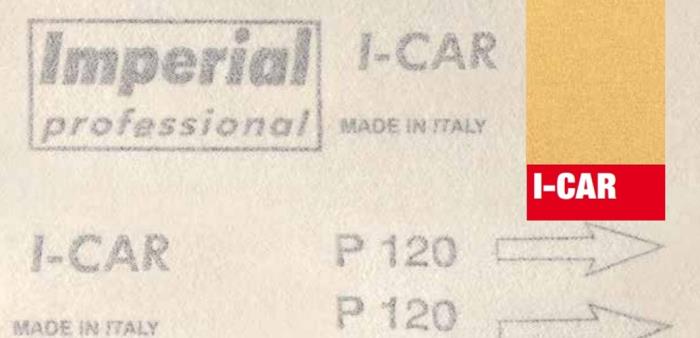 Imperial
professional
I-CAR
MADE IN ITALY
I-CAR
I-CAR
P 120
MADE IN ITALY
P 120